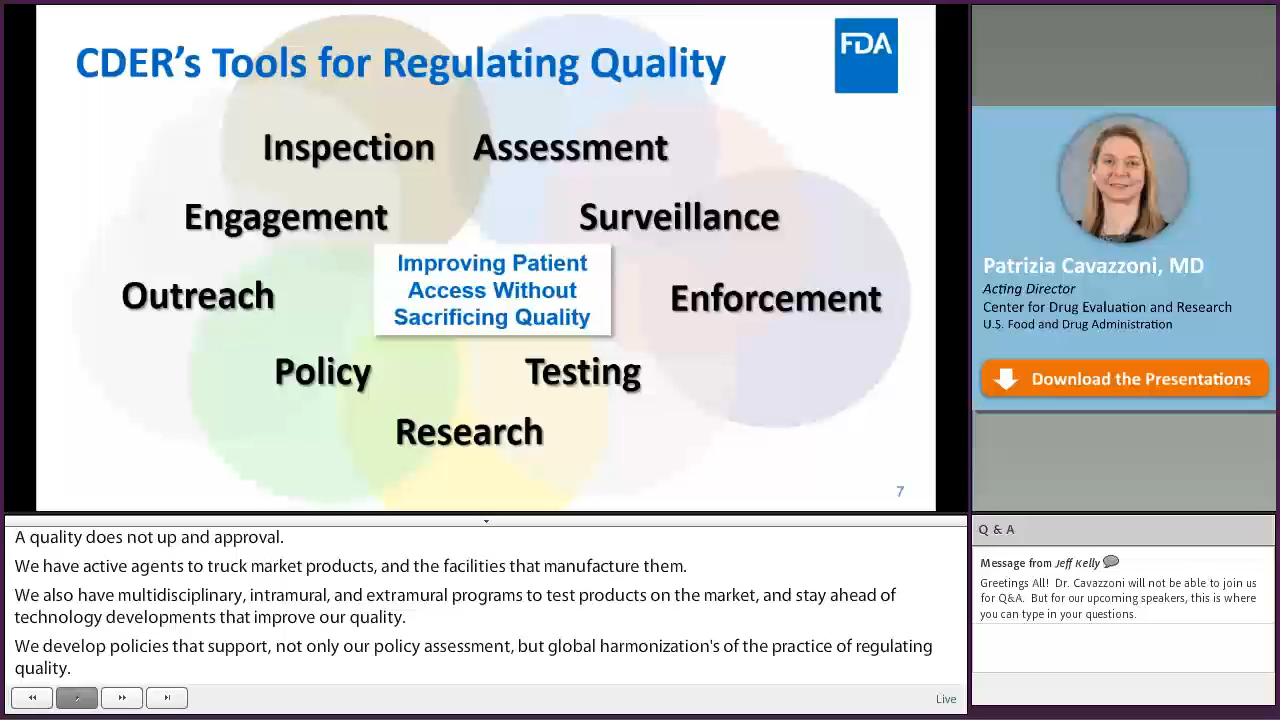 CDER's Tools for Regulating Quality
FDA
Inspection
Assessment
Engagement
Surveillance
Improving Patient
Access Without
Sacrificing Quality
Outreach
Enforcement
Policy
Testing
Research
7
Patrizia Cavazzoni, MD
Acting Director
Center for Drug Evaluation and Research
U.S. Food and Drug Administration
Download the Presentations
A quality does not up and approval.
We have active agents to truck market products, and the facilities that manufacture them.
We also have multidisciplinary, intramural, and extramural programs to test products on the market, and stay ahead of
technology developments that improve our quality.
We develop policies that support, not only our policy assessment, but global harmonization's of the practice of regulating
quality.
Live
Q & A
Message from Jeff Kelly
Greetings All! Dr. Cavazzoni will not be able to join us
for Q&A. But for our upcoming speakers, this is where
you can type in your questions.